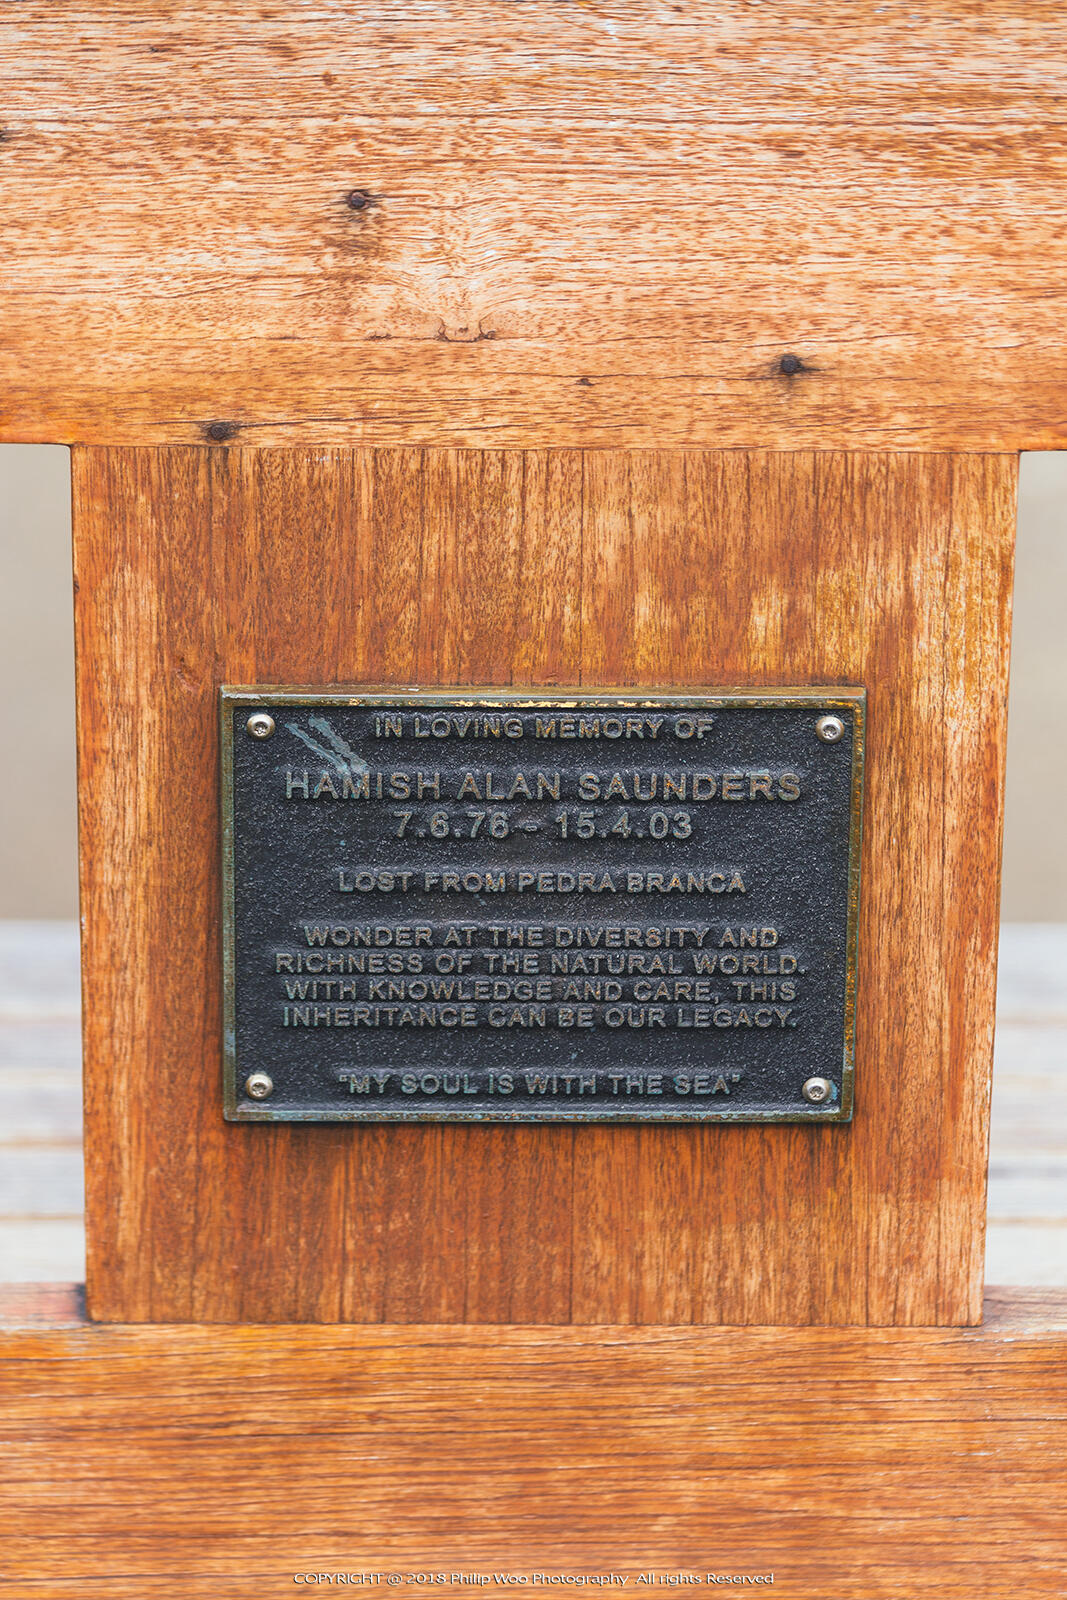 IN LOVING MEMORY OF
HAMISH ALAN SAUNDERS
7.6.76 - 15.4.03
LOST FROM PEDRA BRANCA
WONDER AT THE DIVERSITY AND
RICHNESS OF THE NATURAL WORLD.
WITH KNOWLEDGE AND CARE, THIS
INHERITANCE CAN BE OUR LEGACY.
"MY SOUL IS WITH THE SEA"
COPYRIGHT @ 2018 Philip Woo Photography All rights Reserved